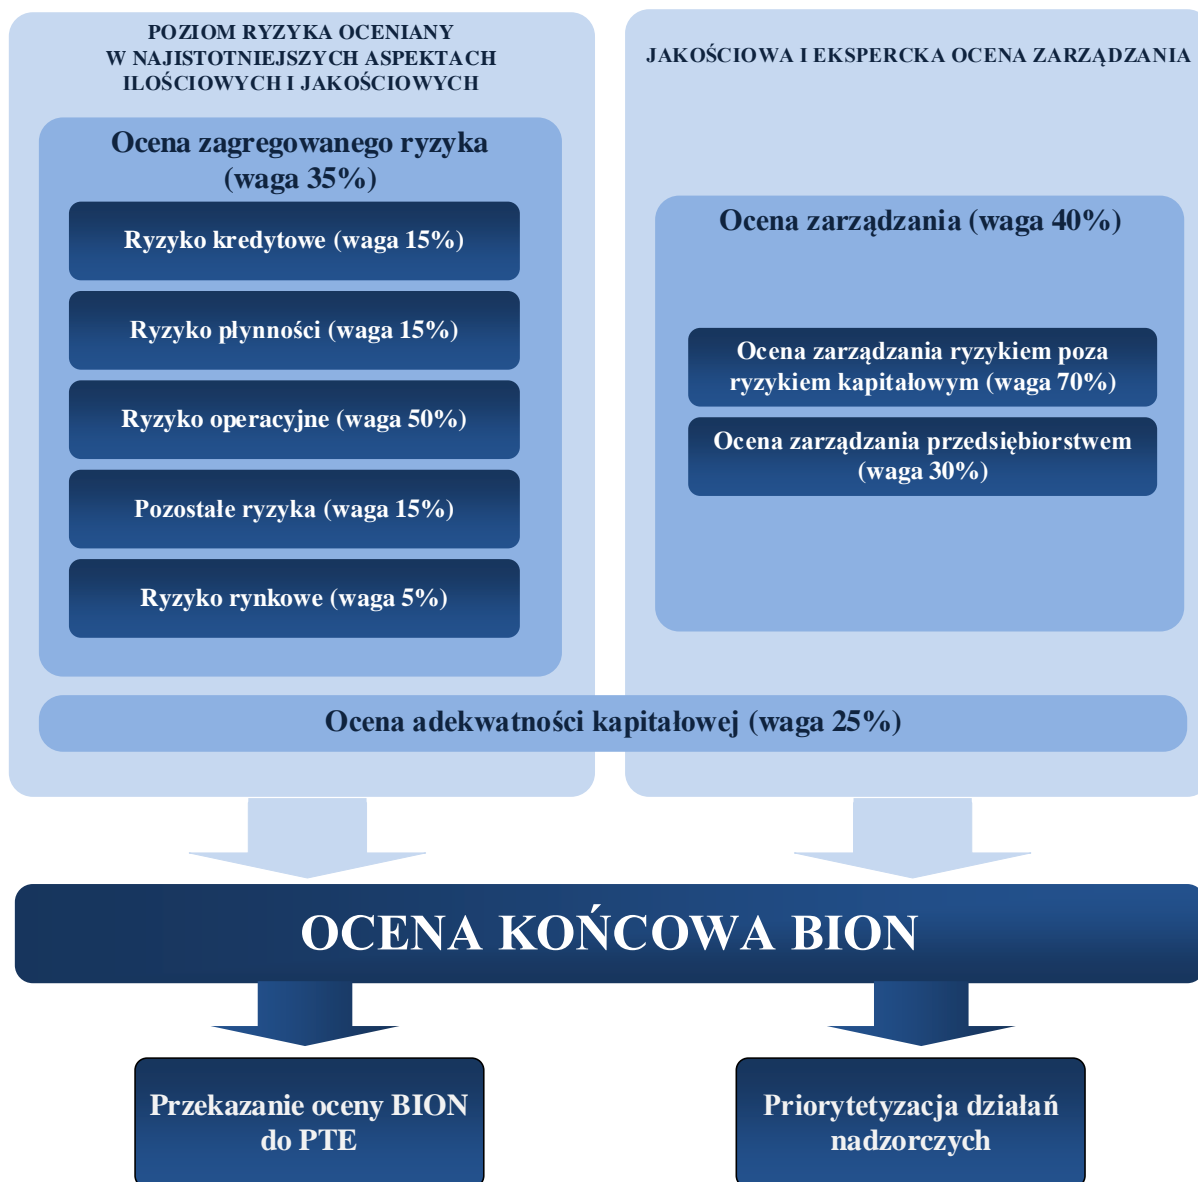 POZIOM RYZYKA OCENIANY
W NAJISTOTNIEJSZYCH ASPEKTACH
ILOŚCIOWYCH I JAKOŚCIOWYCH
Ocena zagregowanego ryzyka
(waga 35%)
Ryzyko kredytowe (waga 15%)
Ryzyko płynności (waga 15%)
Ryzyko operacyjne (waga 50%)
Pozostałe ryzyka (waga 15%)
Ryzyko rynkowe (waga 5%)
JAKOŚCIOWA I EKSPERCKA OCENA ZARZĄDZANIA
Ocena zarządzania (waga 40%)
Ocena zarządzania ryzykiem poza
ryzykiem kapitałowym (waga 70%)
Ocena zarządzania przedsiębiorstwem
(waga 30%)
Ocena adekwatności kapitałowej (waga 25%)
OCENA KOŃCOWA BION
Przekazanie oceny BION
do PTE
Priorytetyzacja działań
nadzorczych